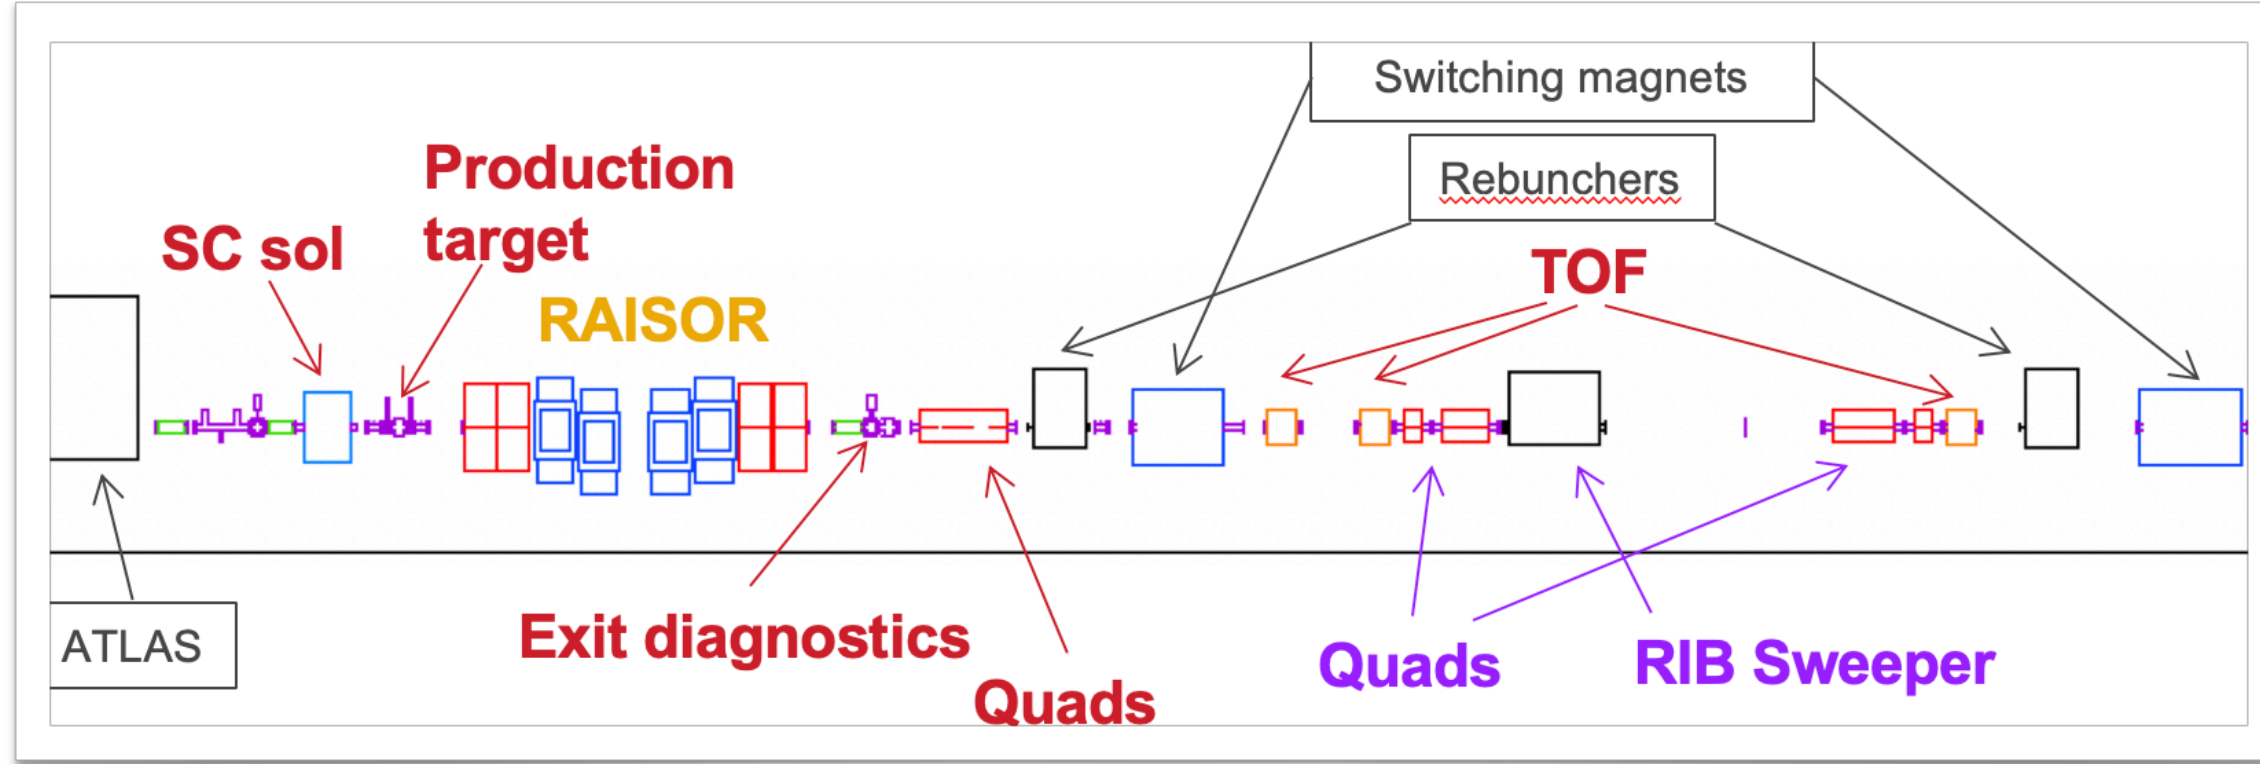 Switching magnets
Rebunchers
Production
target
SC sol
TOF
RAISOR
ATLAS
Exit diagnostics
Quads
Quads
RIB Sweeper